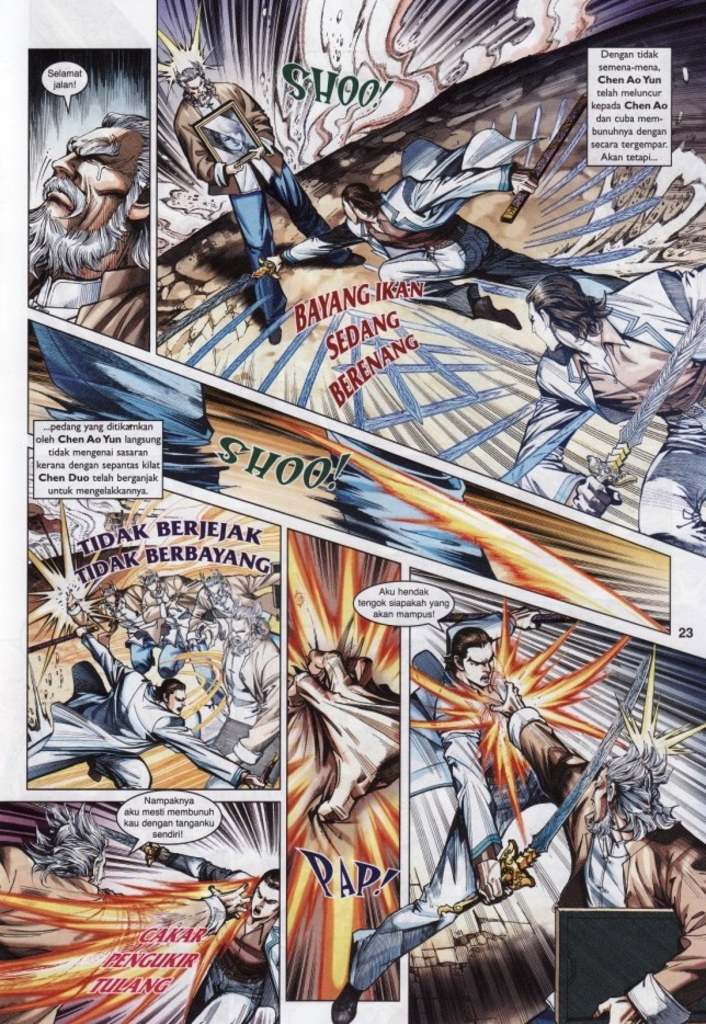 Selamat
jalan!
SHOO!
Dengan tidak
semena-mena,
Chen Ao Yun
telah meluncur
kepada Chen Ao
dan cuba mem-
bunuhnya dengan
secara tergempar.
Akan tetapi...
BAYANG IKAN
SEDANG
BERENANG
...pedang yang ditikamkan
oleh Chen Ao Yun langsung
tidak mengenai sasaran
kerana dengan sepantas kilat
Chen Duo telah berganjak
untuk mengelakkannya.
SHOO!
TIDAK BERJEJAK
TIDAK BERBAYANG
Aku hendak
tengok siapakah yang
akan mampus!
23
PAP!
Nampaknya
aku mesti membunuh
kau dengan tanganku
sendiri!
CAKAR
PENGUKIR
TULANG